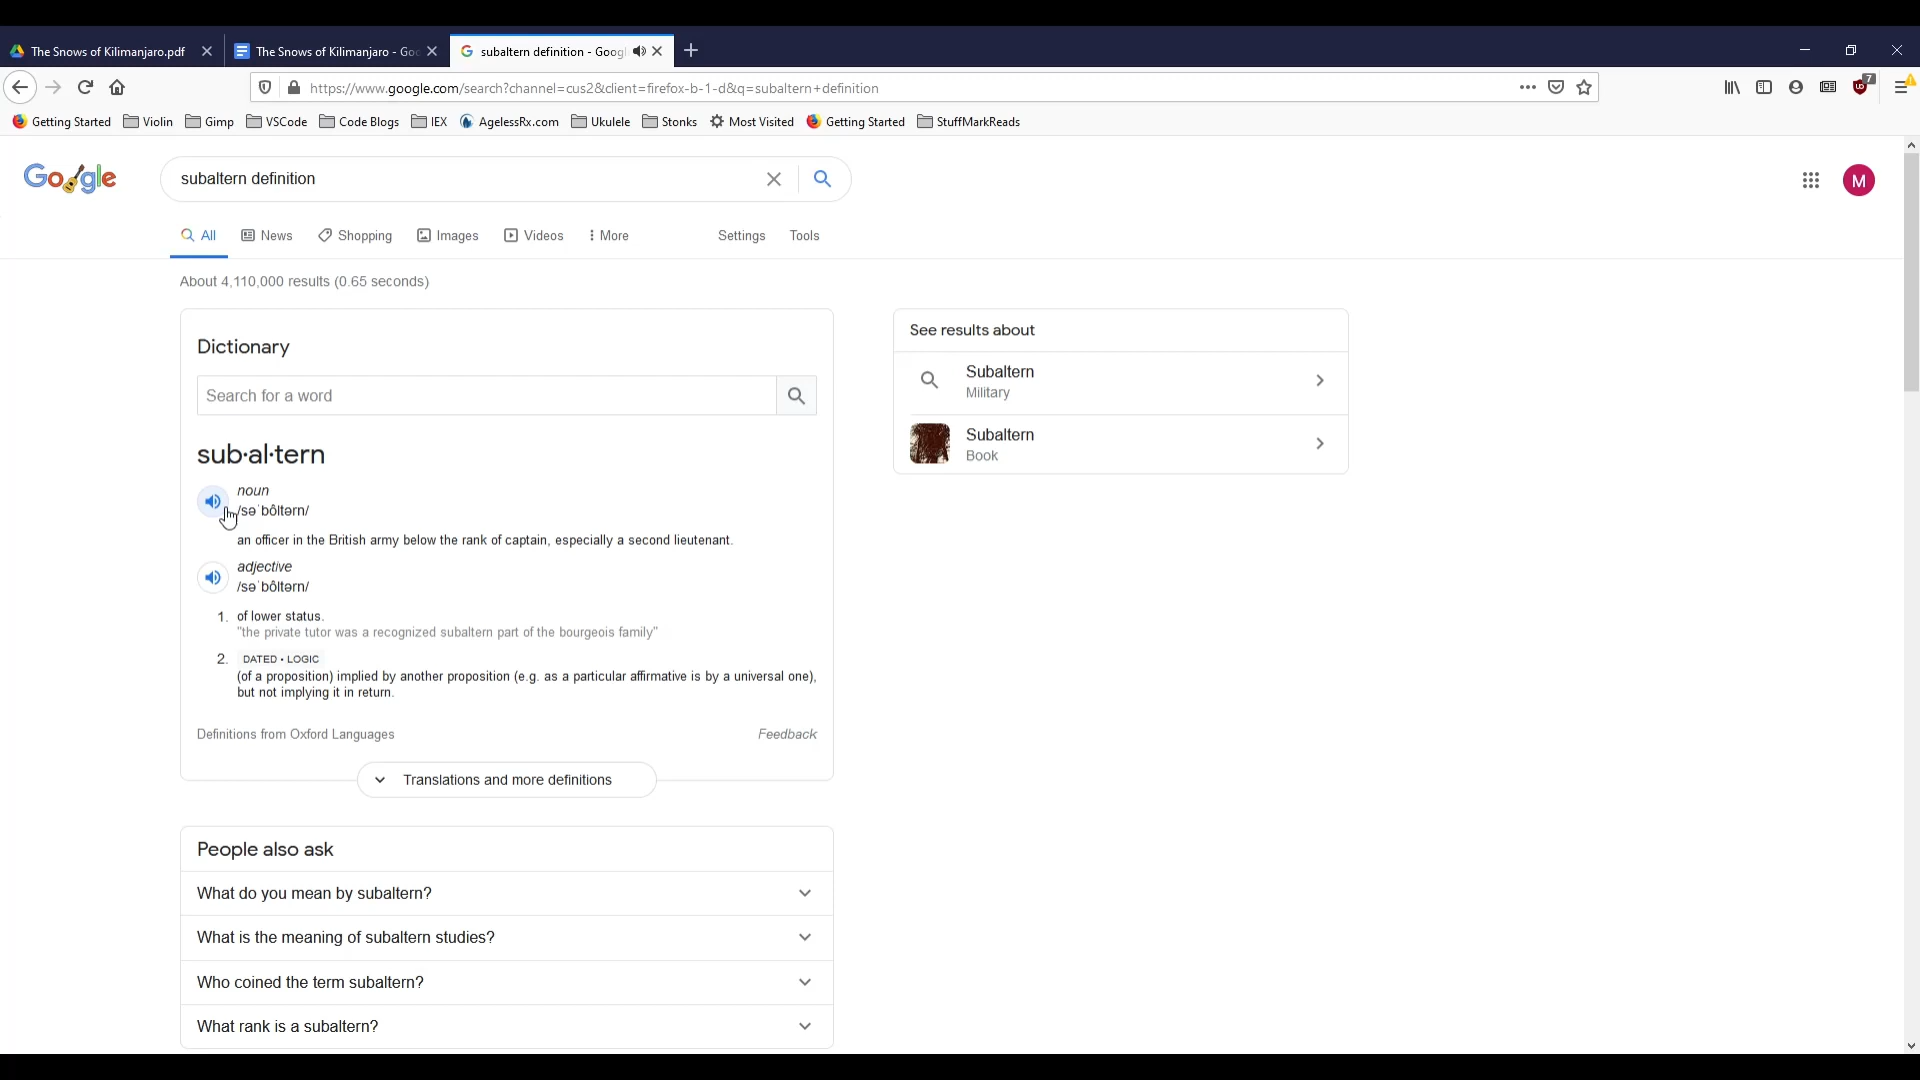 The Snows of Kilimanjaro.pdf
The Snows of Kilimanjaro - Goo
subaltern definition - Googl
https://www.google.com/search?channel=cus2&client=firefox-b-1-d&q=subaltern+definition
7
Getting Started Violin Gimp VSCode Code Blogs IEX AgelessRx.com Ukulele Stonks Most Visited Getting Started StuffMarkReads
Google
subaltern definition
M
All News Shopping Images Videos More Settings Tools
About 4,110,000 results (0.65 seconds)
Dictionary
Search for a word
sub·al·tern
noun
/səˈbôltərn/
an officer in the British army below the rank of captain, especially a second lieutenant.
adjective
/səˈbôltərn/
1. of lower status.
"the private tutor was a recognized subaltern part of the bourgeois family"
2. DATED • LOGIC
(of a proposition) implied by another proposition (e.g. as a particular affirmative is by a universal one),
but not implying it in return.
Definitions from Oxford Languages
Feedback
Translations and more definitions
People also ask
What do you mean by subaltern?
What is the meaning of subaltern studies?
Who coined the term subaltern?
What rank is a subaltern?
See results about
Subaltern
Military
Subaltern
Book